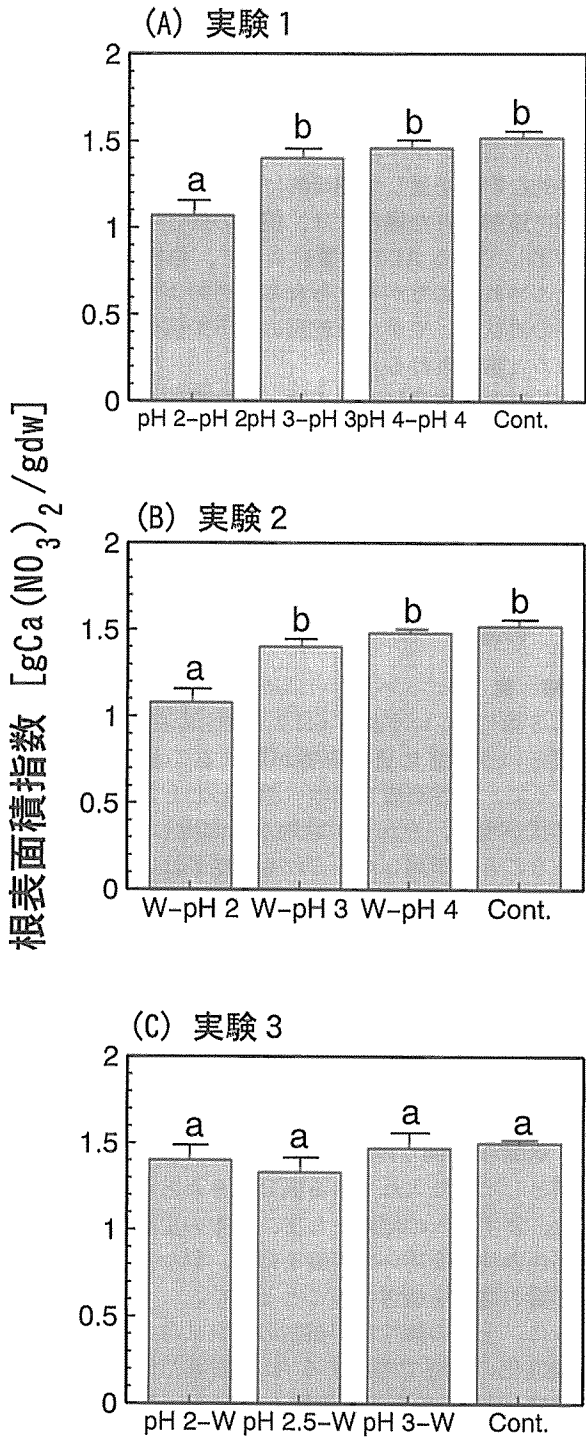 (A) 実験1
2
1.5
1
0.5
0
a
b
b
b
pH 2-pH 2
pH 3-pH 3
pH 4-pH 4
Cont.
根表面積指数 [gCa(NO3)2/gdw]
(B) 実験2
2
1.5
1
0.5
0
a
b
b
b
W-pH 2
W-pH 3
W-pH 4
Cont.
(C) 実験3
2
1.5
1
0.5
0
a
a
a
a
pH 2-W
pH 2.5-W
pH 3-W
Cont.